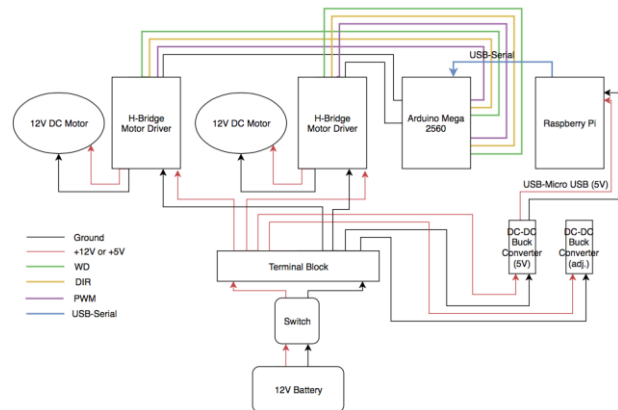 USB-Serial
12V DC Motor
H-Bridge
Motor Driver
12V DC Motor
H-Bridge
Motor Driver
Arduino Mega
2560
Raspberry Pi
USB-Micro USB (5V)
Ground
+12V or +5V
WD
DIR
PWM
USB-Serial
Terminal Block
DC-DC
Buck
Converter
(5V)
DC-DC
Buck
Converter
(adj.)
Switch
12V Battery